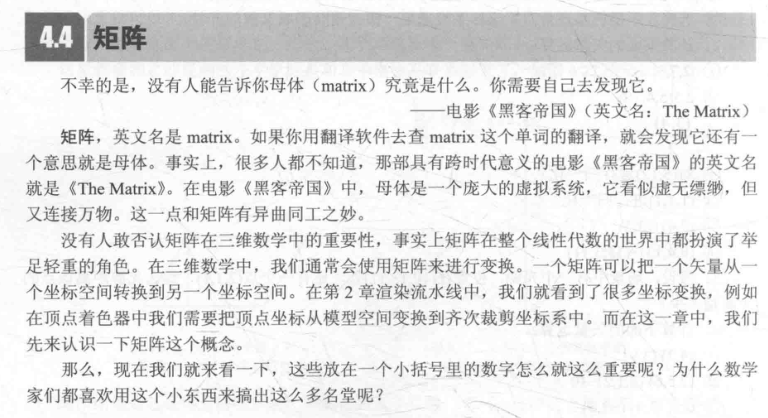 4.4 矩阵
不幸的是，没有人能告诉你母体（matrix）究竟是什么。你需要自己去发现它。
——电影《黑客帝国》（英文名：The Matrix）
矩阵，英文名是 matrix。如果你用翻译软件去查 matrix 这个单词的翻译，就会发现它还有一
个意思就是母体。事实上，很多人都不知道，那部具有跨时代意义的电影《黑客帝国》的英文名
就是《The Matrix》。在电影《黑客帝国》中，母体是一个庞大的虚拟系统，它看似虚无缥缈，但
又连接万物。这一点和矩阵有异曲同工之妙。
没有人敢否认矩阵在三维数学中的重要性，事实上矩阵在整个线性代数的世界中都扮演了举
足轻重的角色。在三维数学中，我们通常会使用矩阵来进行变换。一个矩阵可以把一个矢量从一
个坐标空间转换到另一个坐标空间。在第 2 章渲染流水线中，我们就看到了很多坐标变换，例如
在顶点着色器中我们需要把顶点坐标从模型空间变换到齐次裁剪坐标系中。而在这一章中，我们
先来认识一下矩阵这个概念。
那么，现在我们就来看一下，这些放在一个小括号里的数字怎么就这么重要呢？为什么数学
家们都喜欢用这个小东西来搞出这么多名堂呢？